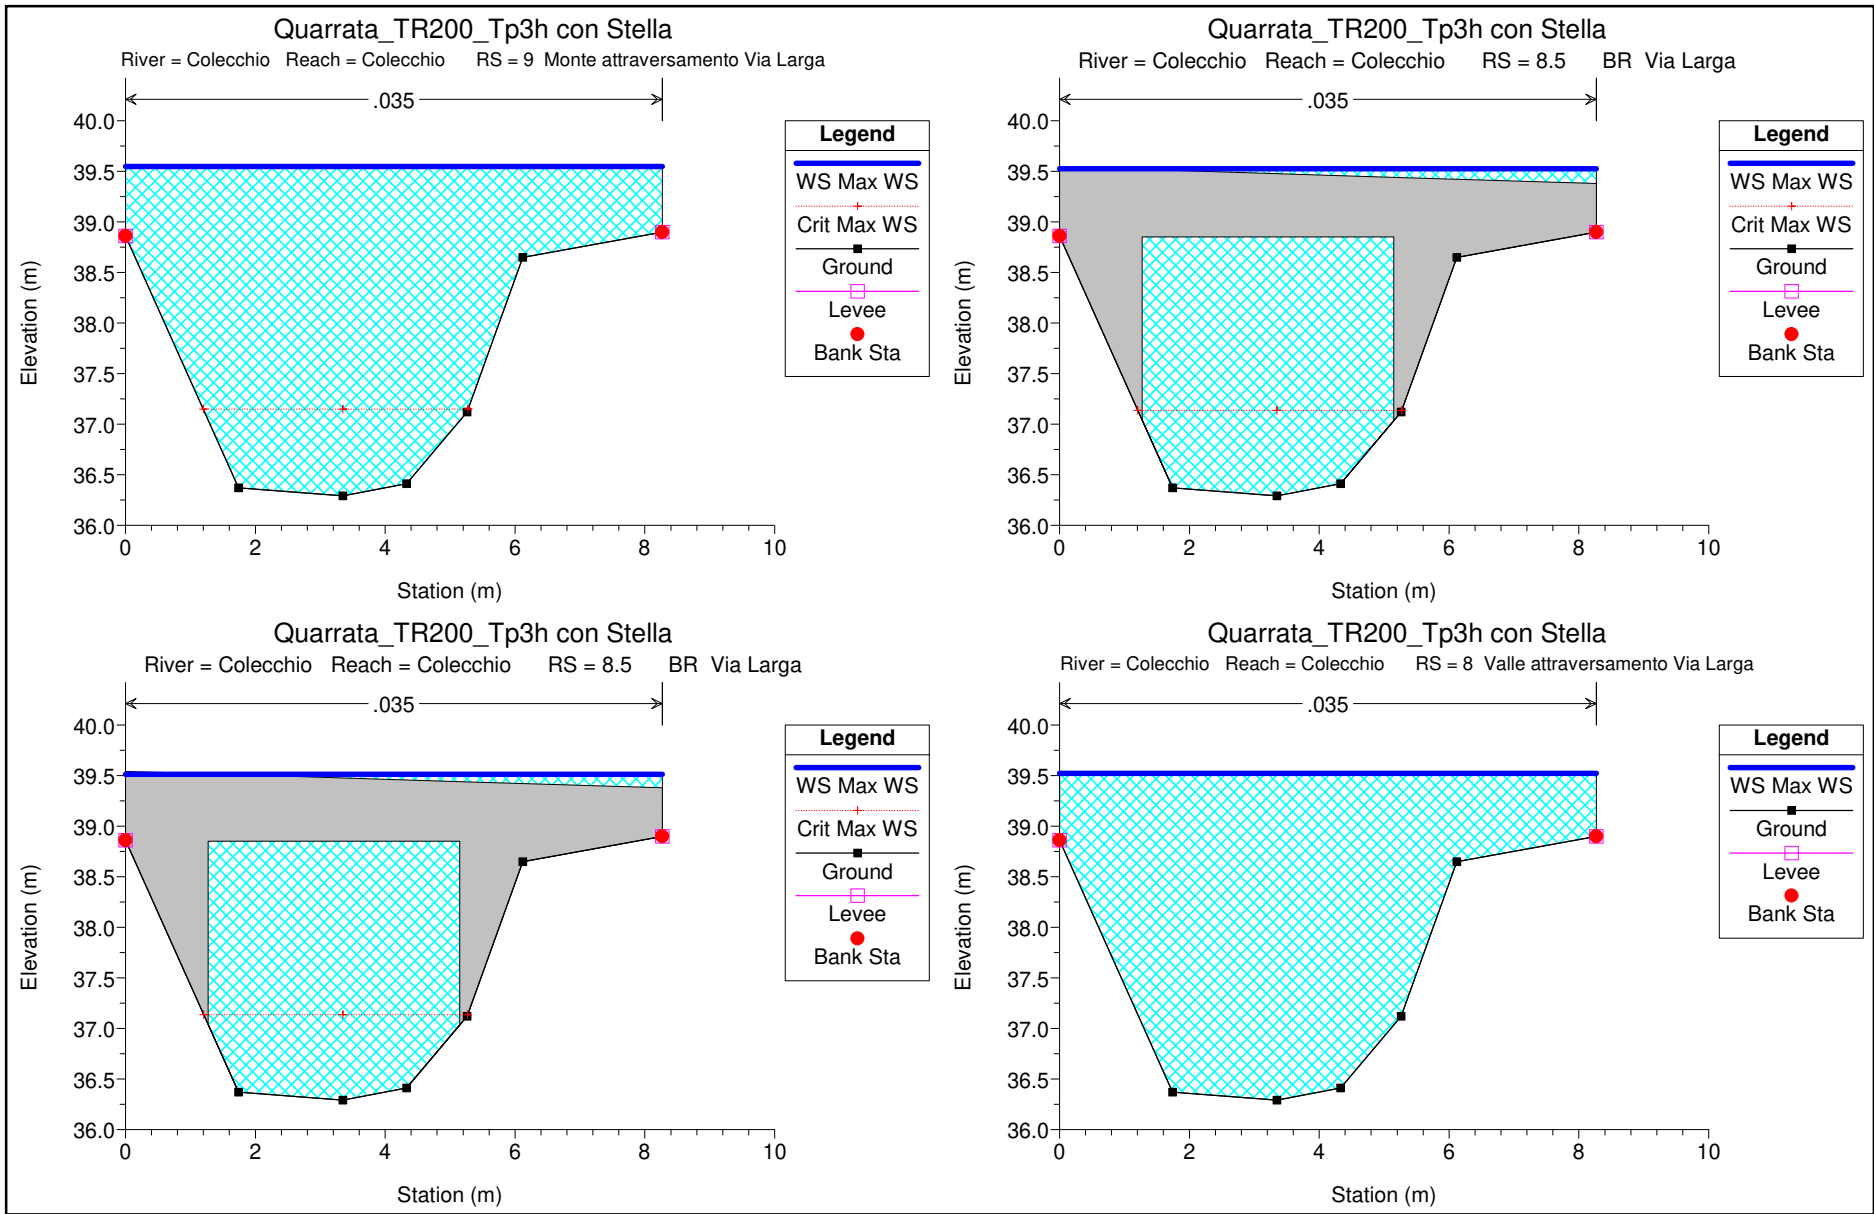 Quarrata_TR200_Tp3h con Stella
River = Colecchio Reach = Colecchio RS = 9 Monte attraversamento Via Larga
.035
40.0
39.5
39.0
38.5
38.0
37.5
37.0
36.5
36.0
Elevation (m)
0 2 4 6 8 10
Station (m)
Legend
WS Max WS
Crit Max WS
Ground
Levee
Bank Sta
Quarrata_TR200_Tp3h con Stella
River = Colecchio Reach = Colecchio RS = 8.5 BR Via Larga
.035
40.0
39.5
39.0
38.5
38.0
37.5
37.0
36.5
36.0
Elevation (m)
0 2 4 6 8 10
Station (m)
Legend
WS Max WS
Crit Max WS
Ground
Levee
Bank Sta
Quarrata_TR200_Tp3h con Stella
River = Colecchio Reach = Colecchio RS = 8.5 BR Via Larga
.035
40.0
39.5
39.0
38.5
38.0
37.5
37.0
36.5
36.0
Elevation (m)
0 2 4 6 8 10
Station (m)
Legend
WS Max WS
Crit Max WS
Ground
Levee
Bank Sta
Quarrata_TR200_Tp3h con Stella
River = Colecchio Reach = Colecchio RS = 8 Valle attraversamento Via Larga
.035
40.0
39.5
39.0
38.5
38.0
37.5
37.0
36.5
36.0
Elevation (m)
0 2 4 6 8 10
Station (m)
Legend
WS Max WS
Ground
Levee
Bank Sta